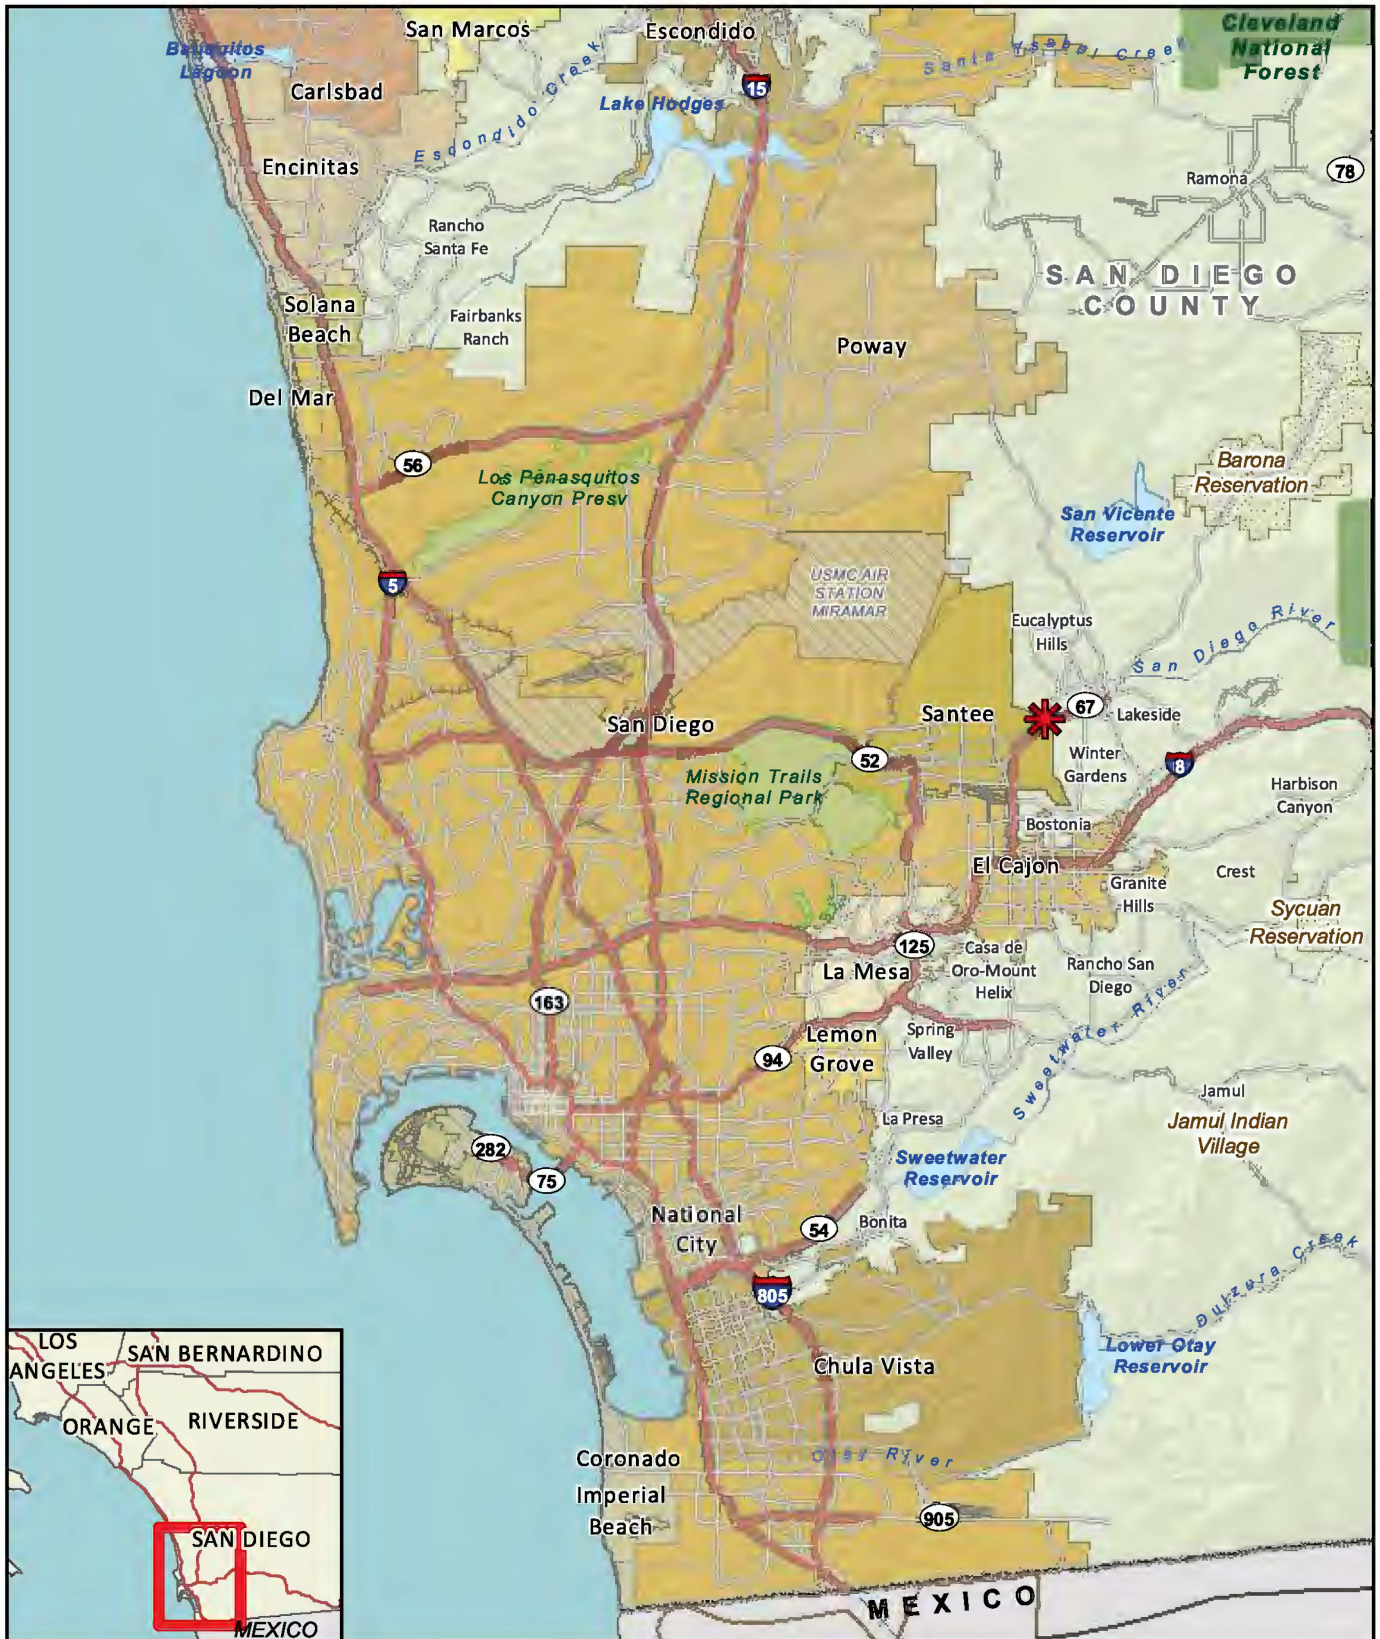 San Marcos
Escondido
Cleveland
National
Forest
Batiquitos
Lagoon
Carlsbad
Escondido Creek
Lake Hodges
15
Santa Ysabel Creek
Encinitas
Ramona
78
Rancho
Santa Fe
SAN DIEGO
COUNTY
Solana
Beach
Fairbanks
Ranch
Poway
Del Mar
56
Los Penasquitos
Canyon Presv
Barona
Reservation
San Vicente
Reservoir
5
USMC AIR
STATION
MIRAMAR
Eucalyptus
Hills
San Diego River
San Diego
Santee
67
Lakeside
52
Winter
Gardens
8
Mission Trails
Regional Park
Harbison
Canyon
Bostonia
El Cajon
Crest
Granite
Hills
Sycuan
Reservation
125
Casa de
Oro-Mount
Helix
La Mesa
Rancho San
Diego
163
Sweetwater River
Lemon
Grove
Spring
Valley
94
Jamul
La Presa
Jamul Indian
Village
282
75
Sweetwater
Reservoir
National
City
54
Bonita
Dulzura Creek
805
Lower Otay
Reservoir
Chula Vista
Otay River
Coronado
Imperial
Beach
905
MEXICO
LOS
ANGELES
SAN BERNARDINO
ORANGE
RIVERSIDE
SAN DIEGO
MEXICO